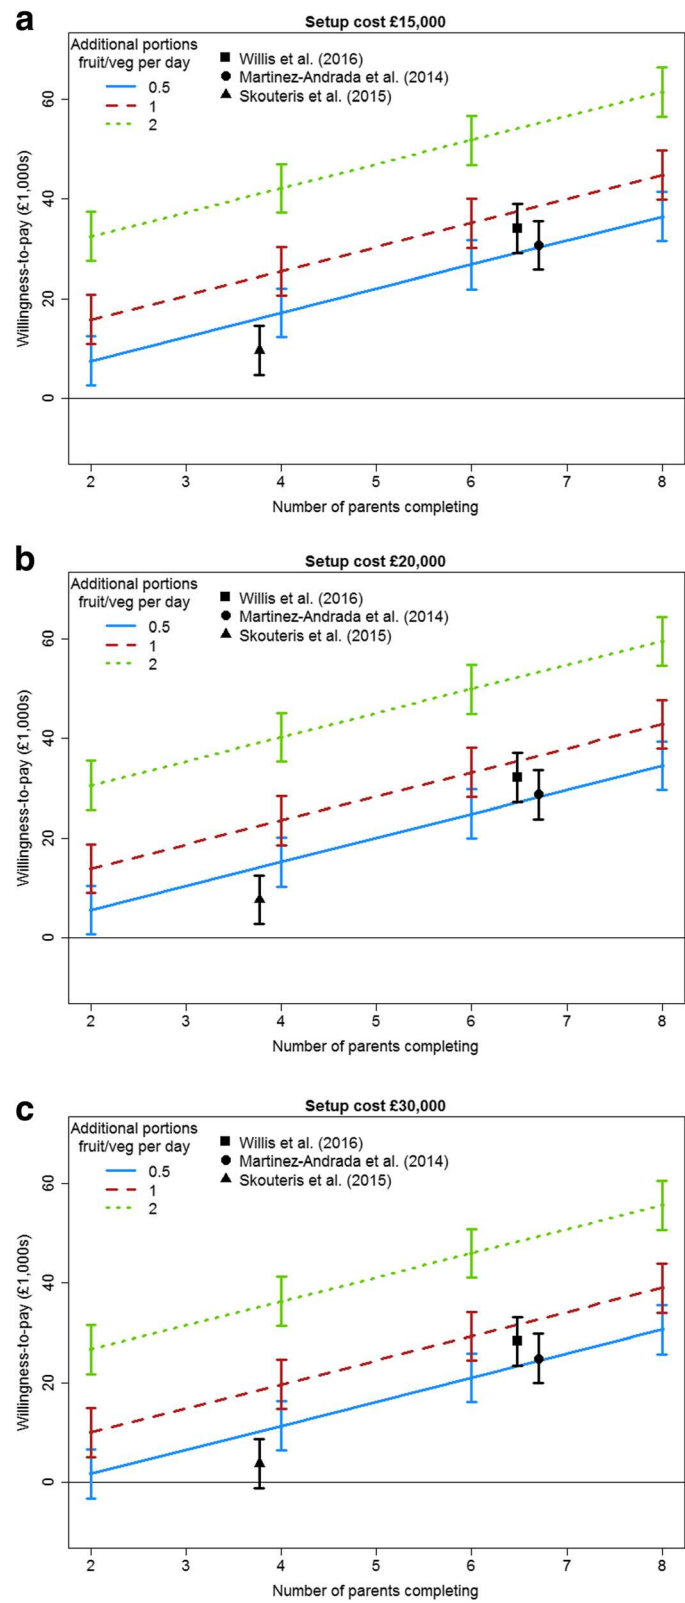 a
Setup cost £15,000
Additional portions
fruit/veg per day
0.5
1
2
Willis et al. (2016)
Martinez-Andrada et al. (2014)
Skouteris et al. (2015)
Willingness-to-pay (£1,000s)
60
40
20
0
2 3 4 5 6 7 8
Number of parents completing
b
Setup cost £20,000
Additional portions
fruit/veg per day
0.5
1
2
Willis et al. (2016)
Martinez-Andrada et al. (2014)
Skouteris et al. (2015)
Willingness-to-pay (£1,000s)
60
40
20
0
2 3 4 5 6 7 8
Number of parents completing
c
Setup cost £30,000
Additional portions
fruit/veg per day
0.5
1
2
Willis et al. (2016)
Martinez-Andrada et al. (2014)
Skouteris et al. (2015)
Willingness-to-pay (£1,000s)
60
40
20
0
2 3 4 5 6 7 8
Number of parents completing